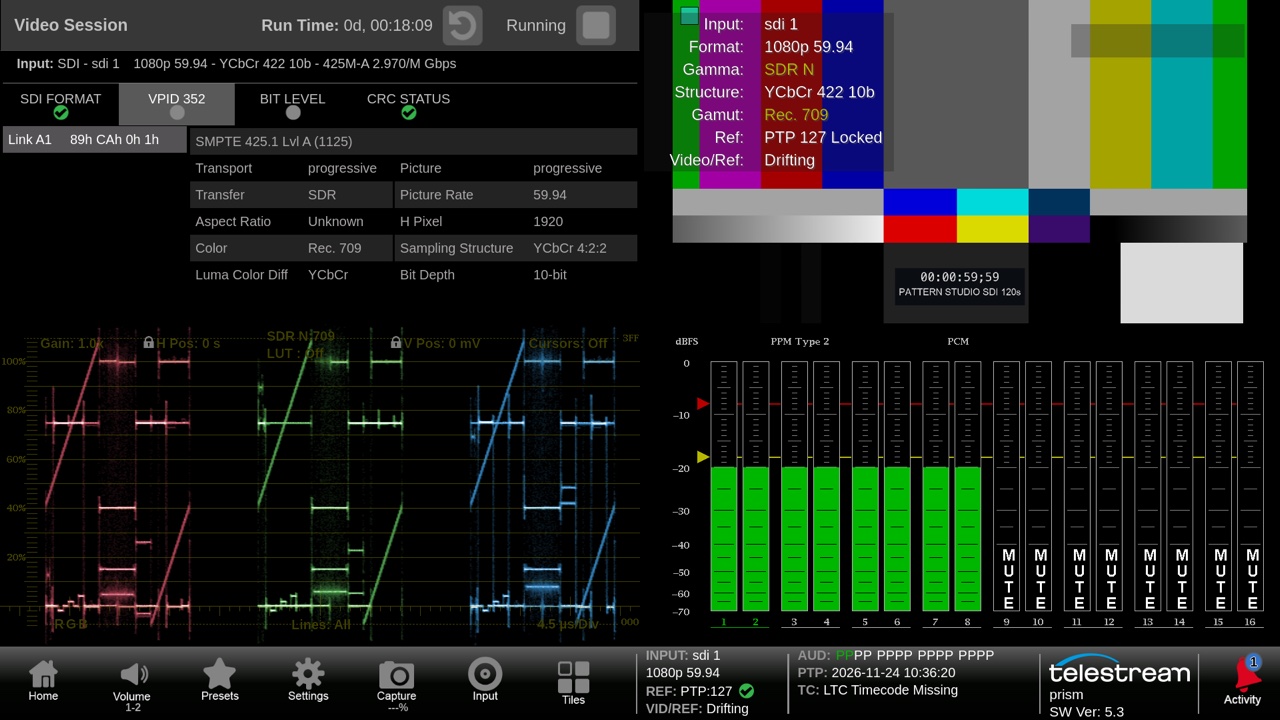 Video Session
Run Time: 0d, 00:18:09
Running
Input: SDI - sdi 1 1080p 59.94 - YCbCr 422 10b - 425M-A 2.970/M Gbps
SDI FORMAT VPID 352 BIT LEVEL CRC STATUS
Link A1 89h CAh 0h 1h
SMPTE 425.1 Lvl A (1125)
Transport progressive Picture progressive
Transfer SDR Picture Rate 59.94
Aspect Ratio Unknown H Pixel 1920
Color Rec. 709 Sampling Structure YCbCr 4:2:2
Luma Color Diff YCbCr Bit Depth 10-bit
Input: sdi 1
Format: 1080p 59.94
Gamma: SDR N
Structure: YCbCr 422 10b
Gamut: Rec. 709
Ref: PTP 127 Locked
Video/Ref: Drifting
00:00:59;59
PATTERN STUDIO SDI 120s
Gain: 1.0x H Pos: 0 s SDR N 709 V Pos: 0 mV Cursors: Off 3FF
LUT : Off
100%
80%
60%
40%
20%
RGB Lines: All 4.5 us/Div 000
dBFS PPM Type 2 PCM
0
-10
-20
-30
-40
-50
-60
-70
MUTE MUTE MUTE MUTE MUTE MUTE MUTE MUTE
1 2 3 4 5 6 7 8 9 10 11 12 13 14 15 16
Home
Volume
1-2
Presets
Settings
Capture
---%
Input
Tiles
INPUT: sdi 1
1080p 59.94
REF: PTP:127
VID/REF: Drifting
AUD: PPPP PPPP PPPP PPPP
PTP: 2026-11-24 10:36:20
TC: LTC Timecode Missing
telestream
prism
SW Ver: 5.3
1
Activity